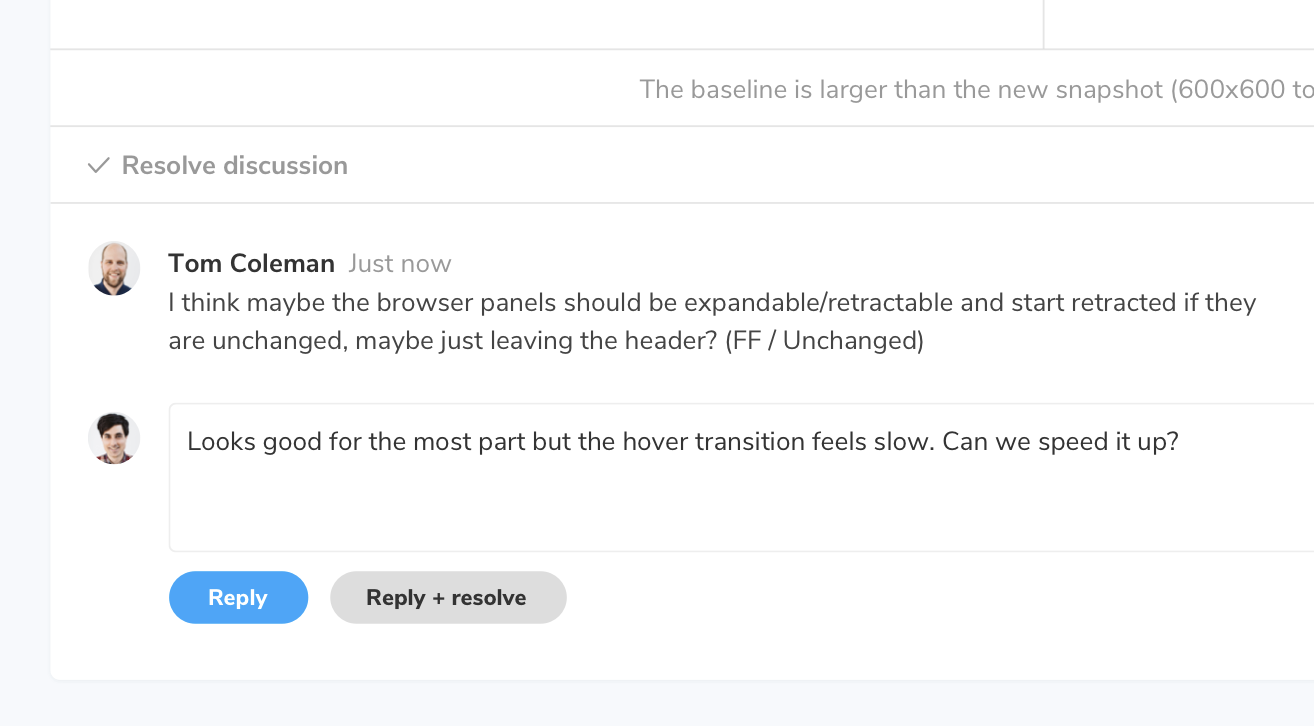 The baseline is larger than the new snapshot (600x600 to
Resolve discussion
Tom Coleman Just now
I think maybe the browser panels should be expandable/retractable and start retracted if they
are unchanged, maybe just leaving the header? (FF / Unchanged)
Looks good for the most part but the hover transition feels slow. Can we speed it up?
Reply Reply + resolve